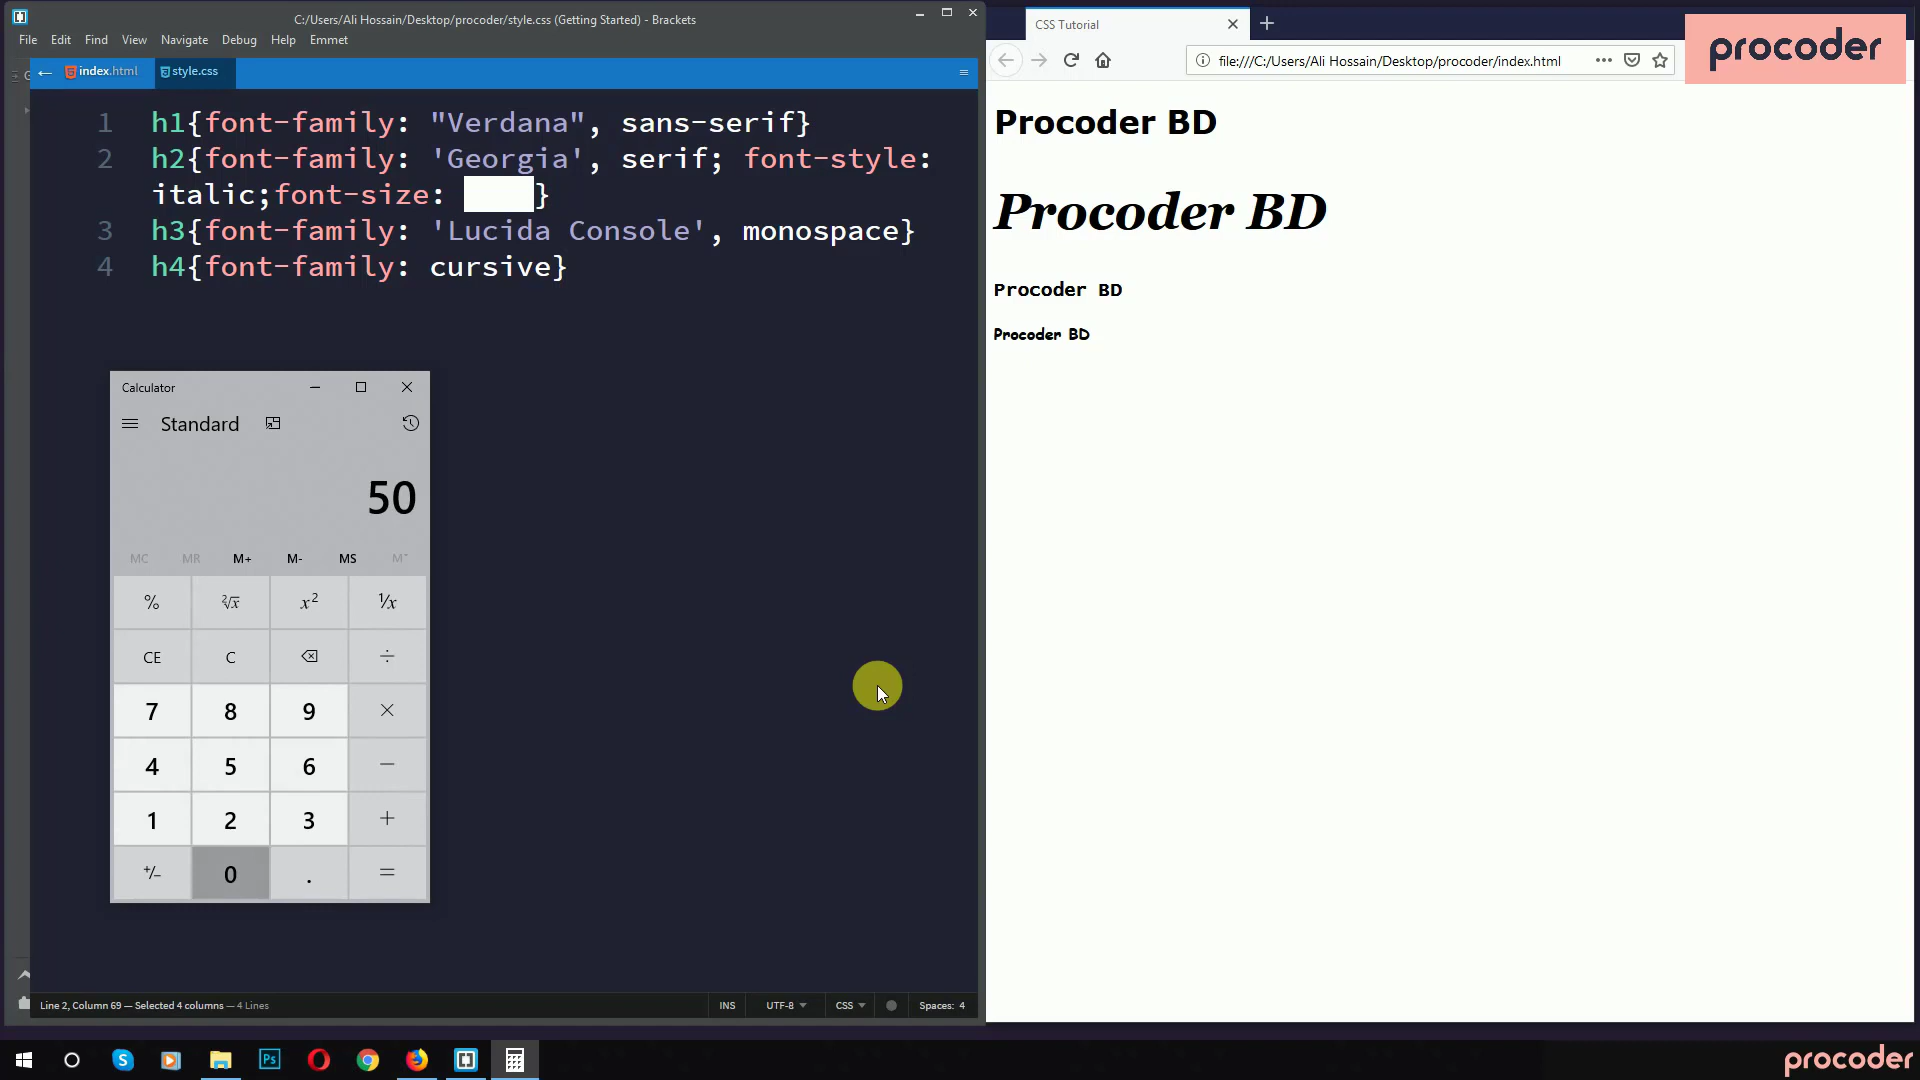 C:/Users/Ali Hossain/Desktop/procoder/style.css (Getting Started) - Brackets
File Edit Find View Navigate Debug Help Emmet
index.html style.css
1 h1{font-family: "Verdana", sans-serif}
2 h2{font-family: 'Georgia', serif; font-style:
italic;font-size: }
3 h3{font-family: 'Lucida Console', monospace}
4 h4{font-family: cursive}
Calculator
Standard
50
MC MR M+ M- MS M˅
% ²√x x² ¹/x
CE C ÷
7 8 9 ×
4 5 6 −
1 2 3 +
+/− 0 . =
Line 2, Column 69 — Selected 4 columns — 4 Lines
INS UTF-8 CSS Spaces: 4
CSS Tutorial
file:///C:/Users/Ali Hossain/Desktop/procoder/index.html
procoder
Procoder BD
Procoder BD
Procoder BD
Procoder BD
Ps
procoder